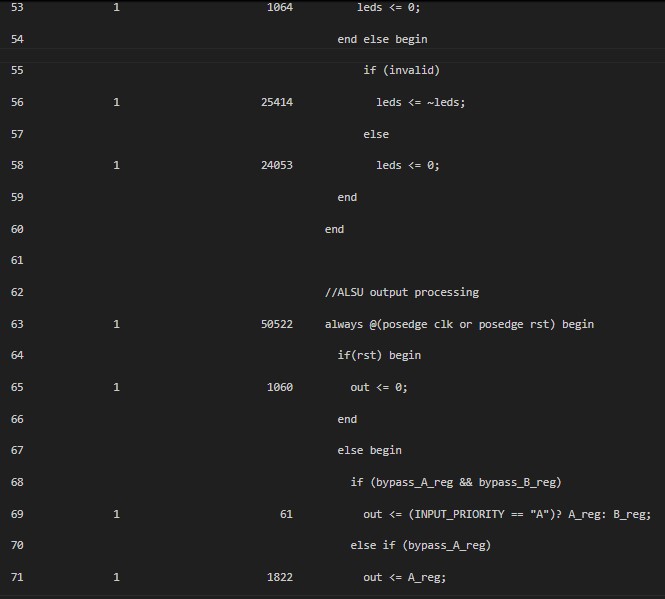 53 1 1064 leds <= 0;
54 end else begin
55 if (invalid)
56 1 25414 leds <= ~leds;
57 else
58 1 24053 leds <= 0;
59 end
60 end
61
62 //ALSU output processing
63 1 50522 always @(posedge clk or posedge rst) begin
64 if(rst) begin
65 1 1060 out <= 0;
66 end
67 else begin
68 if (bypass_A_reg && bypass_B_reg)
69 1 61 out <= (INPUT_PRIORITY == "A")? A_reg: B_reg;
70 else if (bypass_A_reg)
71 1 1822 out <= A_reg;